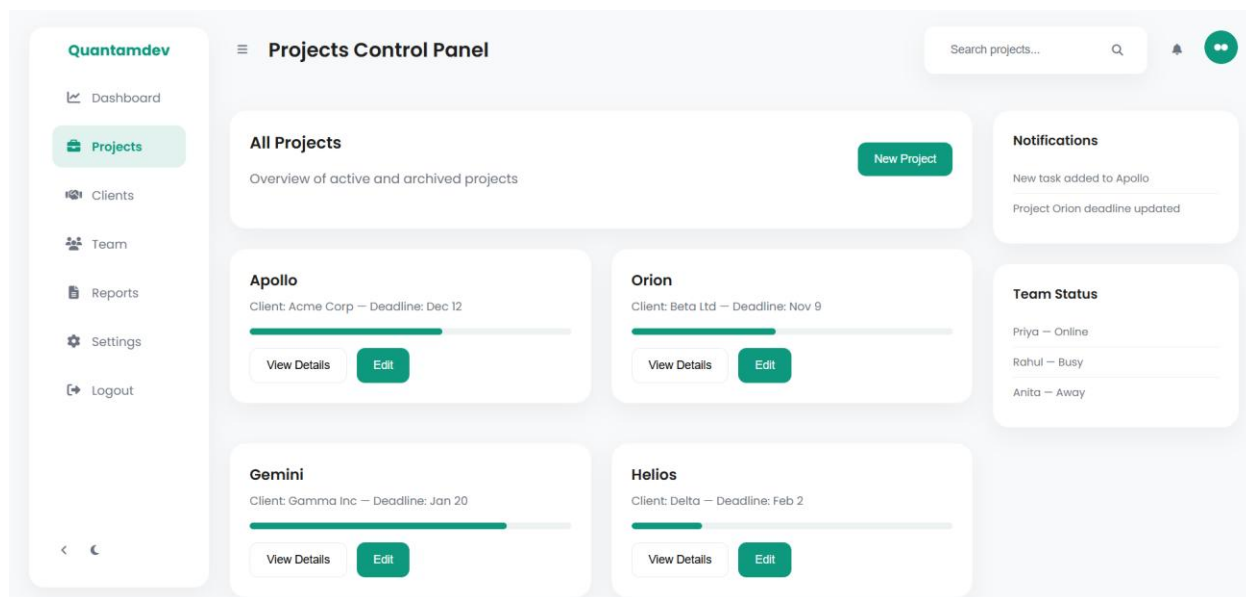 Quantamdev
Dashboard
Projects
Clients
Team
Reports
Settings
Logout
Projects Control Panel
Search projects...
All Projects
Overview of active and archived projects
New Project
Apollo
Client: Acme Corp — Deadline: Dec 12
View Details
Edit
Orion
Client: Beta Ltd — Deadline: Nov 9
View Details
Edit
Gemini
Client: Gamma Inc — Deadline: Jan 20
View Details
Edit
Helios
Client: Delta — Deadline: Feb 2
View Details
Edit
Notifications
New task added to Apollo
Project Orion deadline updated
Team Status
Priya — Online
Rahul — Busy
Anita — Away